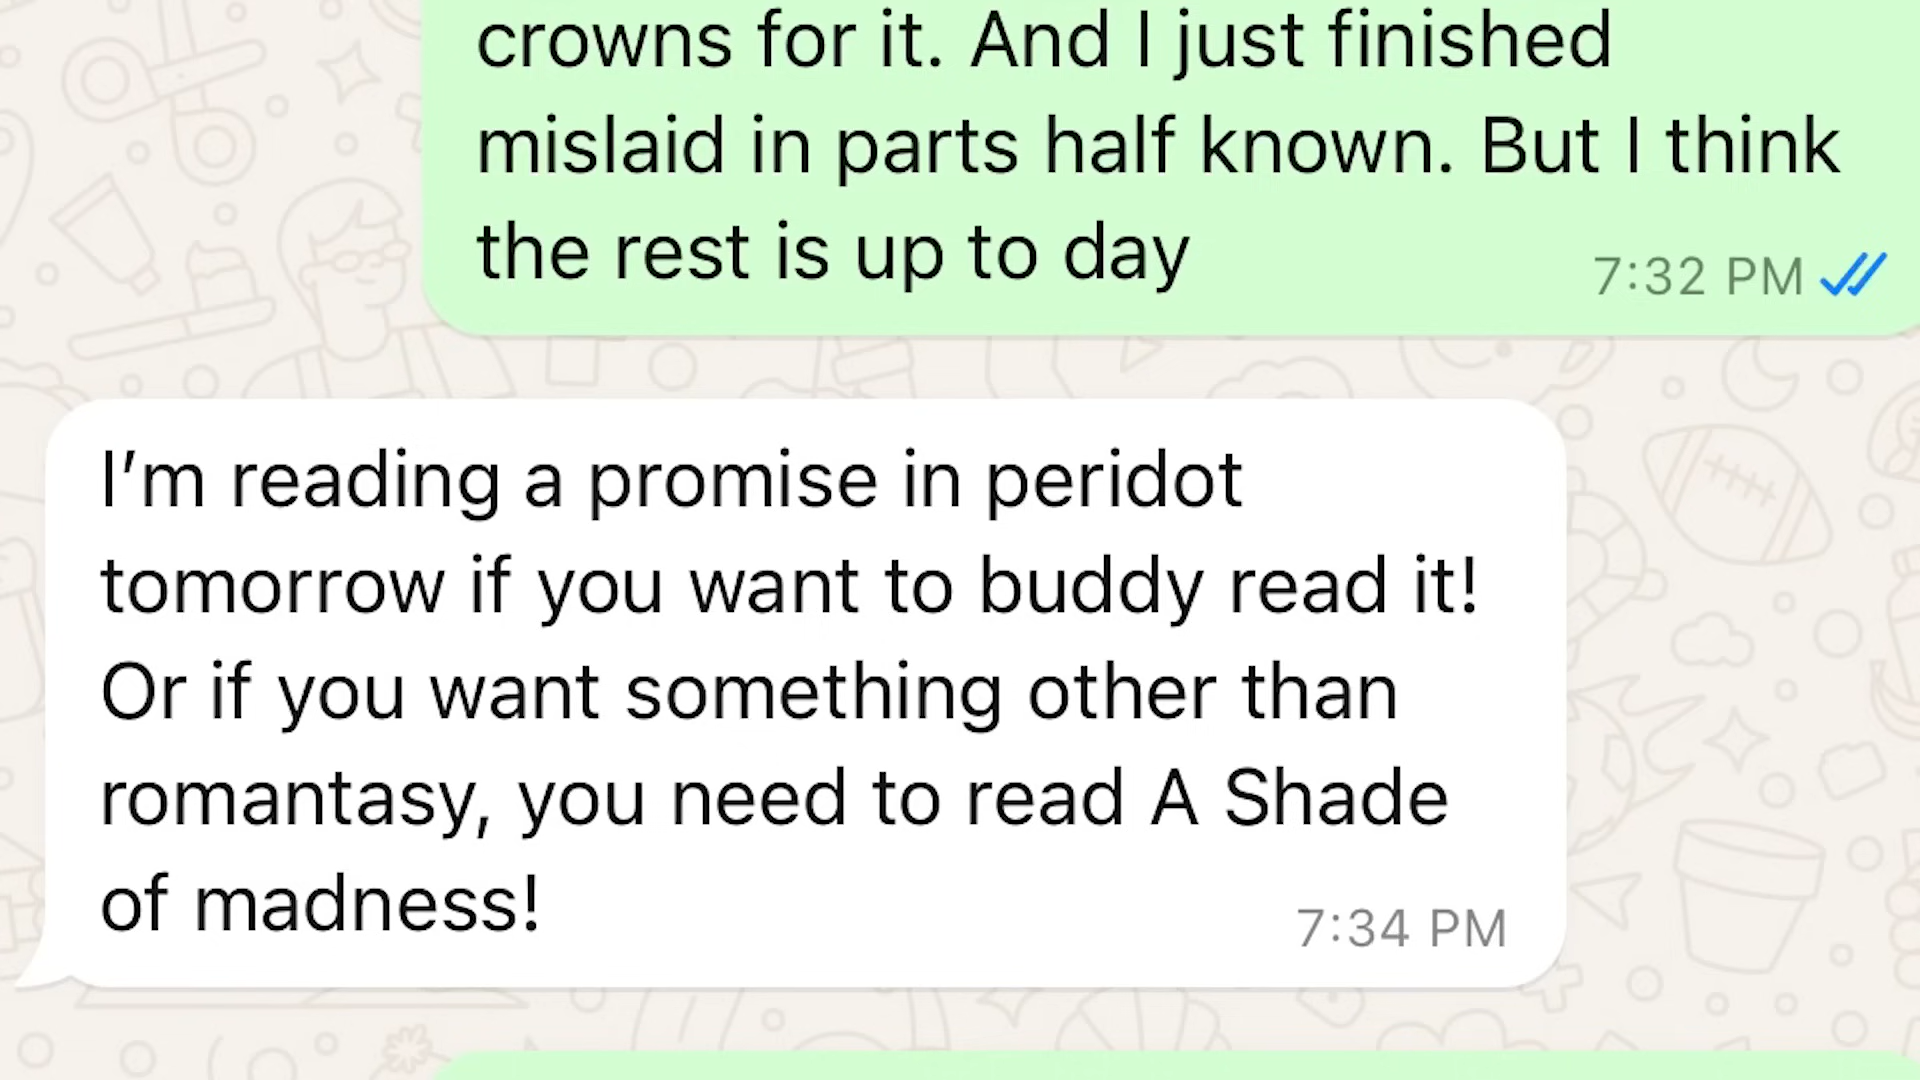 crowns for it. And I just finished
mislaid in parts half known. But I think
the rest is up to day
7:32 PM
I’m reading a promise in peridot
tomorrow if you want to buddy read it!
Or if you want something other than
romantasy, you need to read A Shade
of madness!
7:34 PM